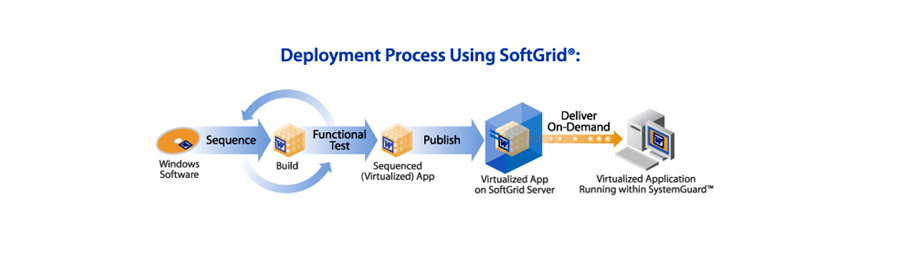 Deployment Process Using SoftGrid®:
Sequence
Functional
Test
Publish
Deliver
On-Demand
W
W
W
W
Windows
Software
Build
Sequenced
(Virtualized) App
Virtualized App
on SoftGrid Server
Virtualized Application
Running within SystemGuard™